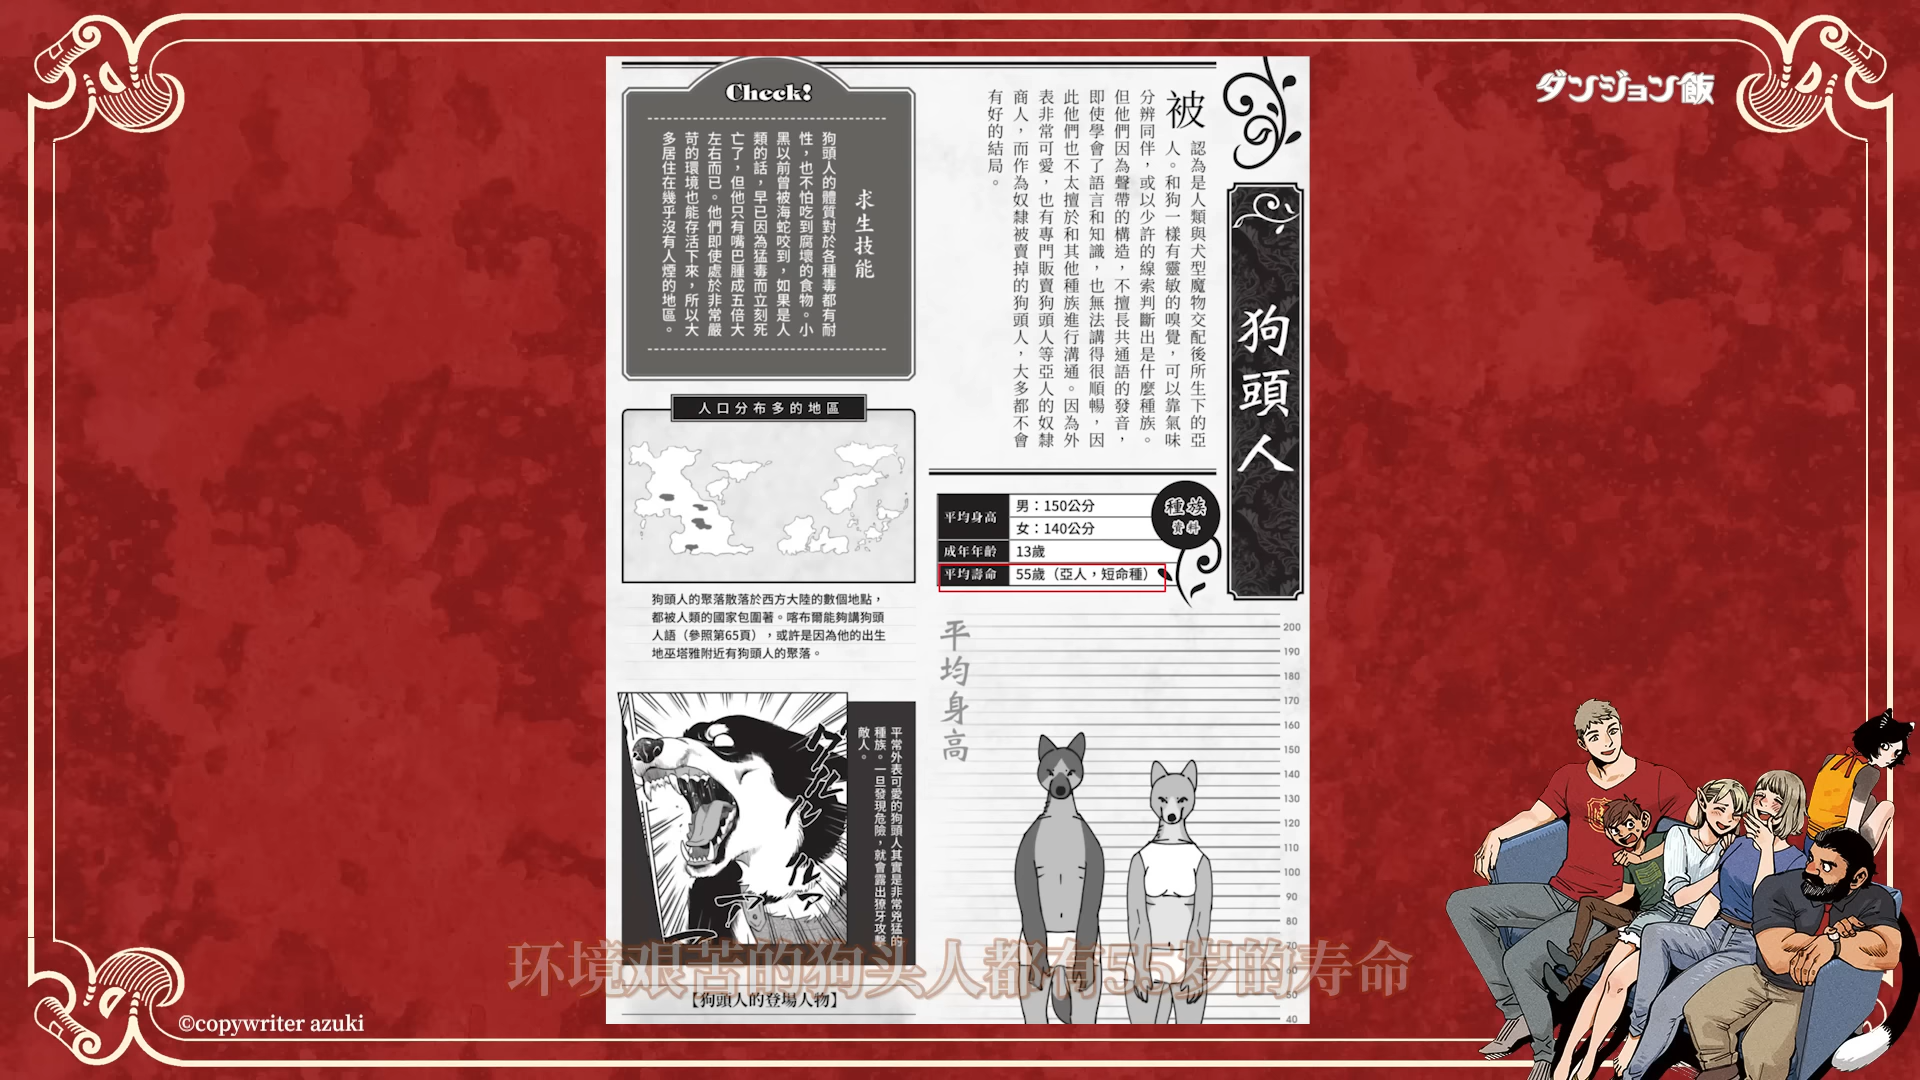 ダンジョン飯
狗頭人
被認為是人類與犬型魔物交配後所生下的亞
人。和狗一樣有靈敏的嗅覺，可以靠氣味
分辨同伴，或以少許的線索判斷出是什麼種族。
但他們因為聲帶的構造，不擅長共通語的發音，
即使學會了語言和知識，也無法講得很順暢，因
此他們也不太擅於和其他種族進行溝通。因為外
表非常可愛，也有專門販賣狗頭人等亞人的奴隸
商人，而作為奴隸被賣掉的狗頭人，大多都不會
有好的結局。
種族
資料
平均身高 男：150公分
女：140公分
成年年齡 13歲
平均壽命 55歲（亞人，短命種）
平均身高
200
190
180
170
160
150
140
130
120
110
100
90
80
70
60
50
40
Check!
求生技能
狗頭人的體質對於各種毒都有耐
性，也不怕吃到腐壞的食物。小
黑以前曾被海蛇咬到，如果是人
類的話，早已因為猛毒而立刻死
亡了，但他只有嘴巴腫成五倍大
左右而已。他們即使處於非常嚴
苛的環境也能存活下來，所以大
多居住在幾乎沒有人煙的地區。
人口分布多的地區
狗頭人的聚落散落於西方大陸的數個地點，
都被人類的國家包圍著。喀布爾能夠講狗頭
人語（參照第65頁），或許是因為他的出生
地巫塔雅附近有狗頭人的聚落。
平常外表可愛的狗頭人其實是非常兇猛的
種族。一旦發現危險，就會露出獠牙攻擊
敵人。
【狗頭人的登場人物】
环境艰苦的狗头人都有55岁的寿命
©copywriter azuki